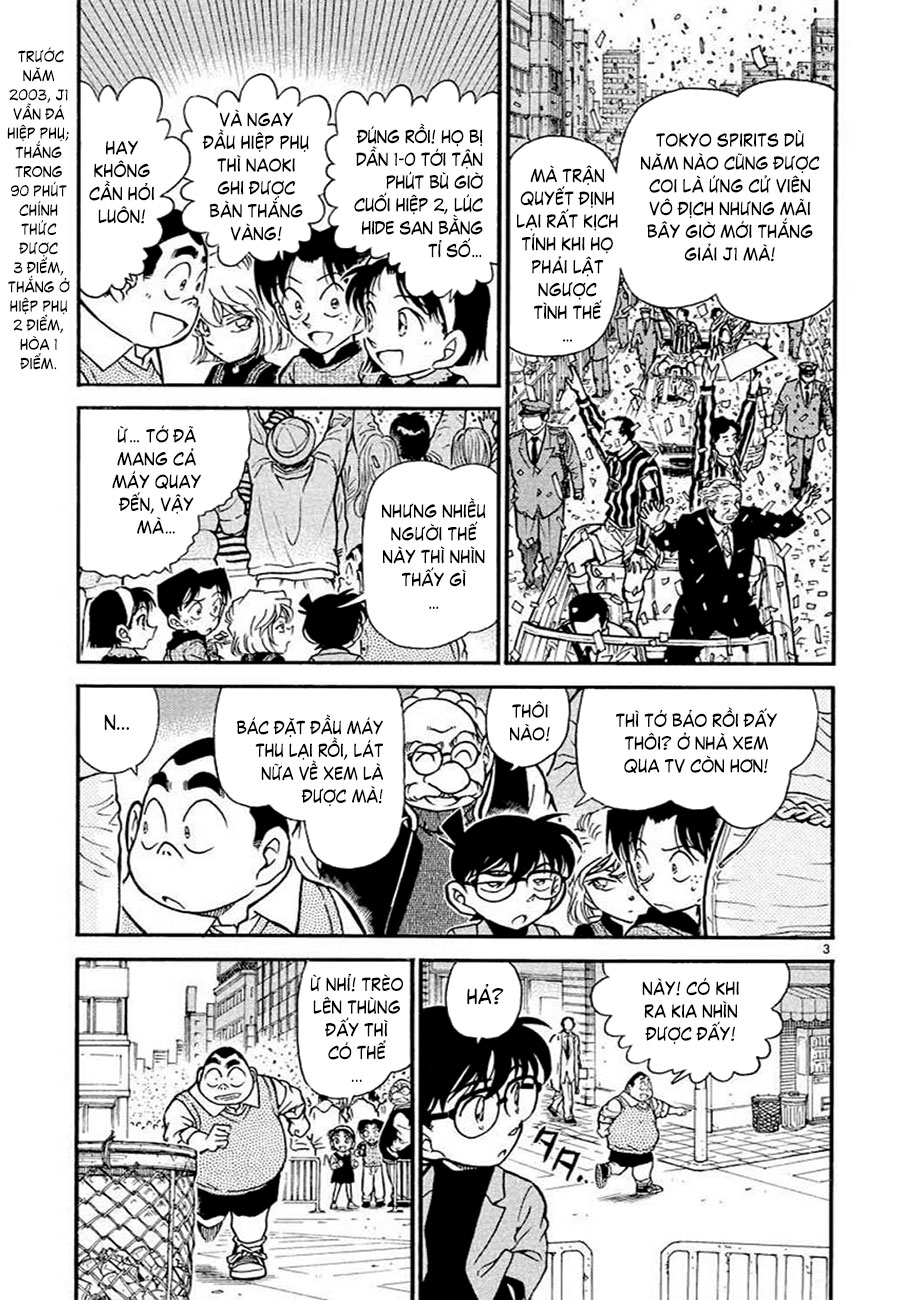 TOKYO SPIRITS DÙ
NĂM NÀO CŨNG ĐƯỢC
COI LÀ ỨNG CỬ VIÊN
VÔ ĐỊCH NHƯNG MÃI
BÂY GIỜ MỚI THẮNG
GIẢI J1 MÀ!
MÀ TRẬN
QUYẾT ĐỊNH
LẠI RẤT KỊCH
TÍNH KHI HỌ
PHẢI LẬT
NGƯỢC
TÌNH THẾ
...
ĐÚNG RỒI! HỌ BỊ
DẪN 1-0 TỚI TẬN
PHÚT BÙ GIỜ
CUỐI HIỆP 2, LÚC
HIDE SAN BẰNG
TỈ SỐ...
VÀ NGAY
ĐẦU HIỆP PHỤ
THÌ NAOKI
GHI ĐƯỢC
BÀN THẮNG
VÀNG!
HAY
KHÔNG
CẦN HỎI
LUÔN!
TRƯỚC
NĂM
2003, J1
VẪN ĐÁ
HIỆP PHỤ;
THẮNG
TRONG
90 PHÚT
CHÍNH
THỨC
ĐƯỢC
3 ĐIỂM,
THẮNG Ở
HIỆP PHỤ
2 ĐIỂM,
HÒA 1
ĐIỂM.
NHƯNG NHIỀU
NGƯỜI THẾ
NÀY THÌ NHÌN
THẤY GÌ
...
Ừ... TỚ ĐÃ
MANG CẢ
MÁY QUAY
ĐẾN, VẬY
MÀ...
THÌ TỚ BẢO RỒI ĐẤY
THÔI? Ở NHÀ XEM
QUA TV CÒN HƠN!
THÔI
NÀO!
BÁC ĐẶT ĐẦU MÁY
THU LẠI RỒI, LÁT
NỮA VỀ XEM LÀ
ĐƯỢC MÀ!
N...
3
NÀY! CÓ KHI
RA KIA NHÌN
ĐƯỢC ĐẤY!
HẢ?
Ừ NHỈ! TRÈO
LÊN THÙNG
ĐẤY THÌ
CÓ THỂ
...